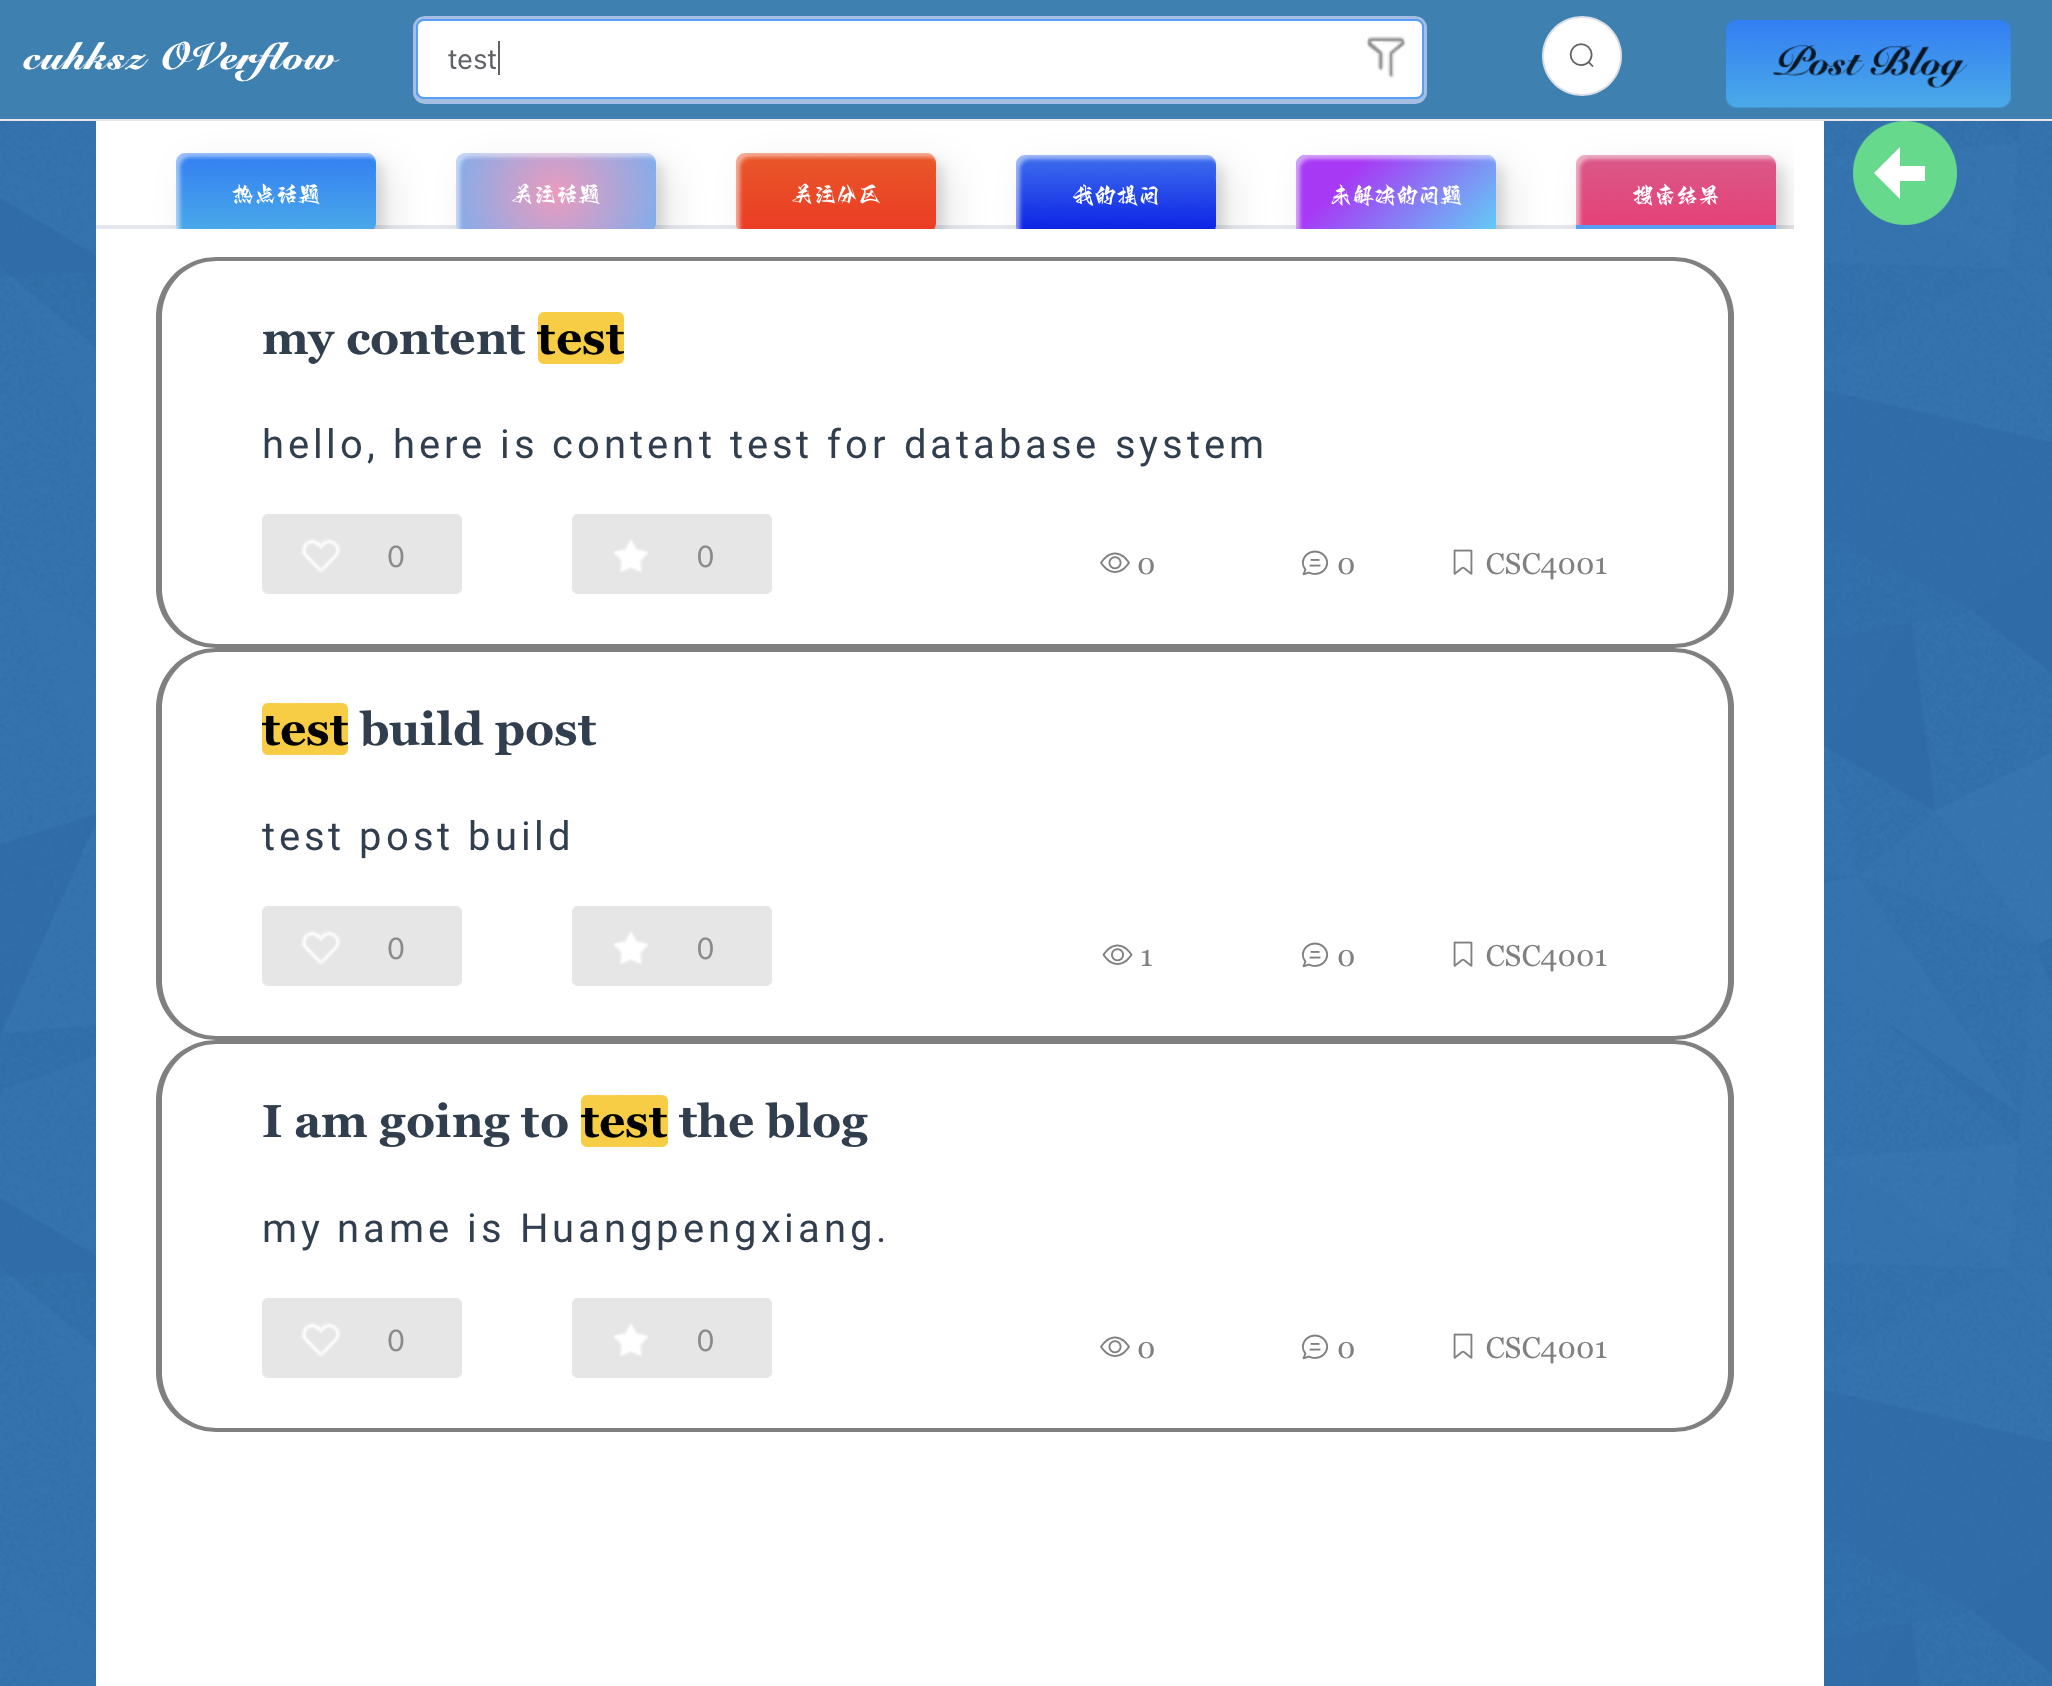 cuhksz OVerflow
test
Post Blog
热点话题
关注话题
关注分区
我的提问
未解决的问题
搜索结果
my content test
hello, here is content test for database system
0
0
0
0
CSC4001
test build post
test post build
0
0
1
0
CSC4001
I am going to test the blog
my name is Huangpengxiang.
0
0
0
0
CSC4001